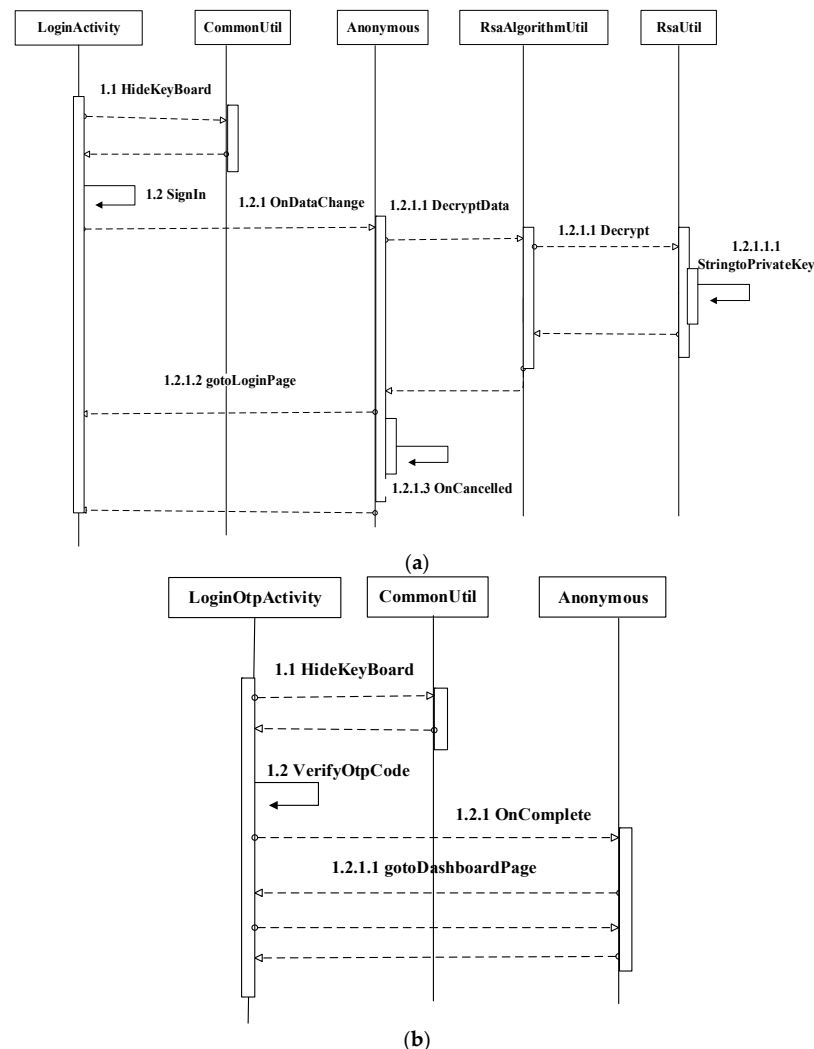 LoginActivity
CommonUtil
Anonymous
RsaAlgorithmUtil
RsaUtil
1.1 HideKeyBoard
1.2 SignIn
1.2.1 OnDataChange
1.2.1.1 DecryptData
1.2.1.1 Decrypt
1.2.1.1.1
StringtoPrivateKey
1.2.1.2 gotoLoginPage
1.2.1.3 OnCancelled
(a)
LoginOtpActivity
CommonUtil
Anonymous
1.1 HideKeyBoard
1.2 VerifyOtpCode
1.2.1 OnComplete
1.2.1.1 gotoDashboardPage
(b)